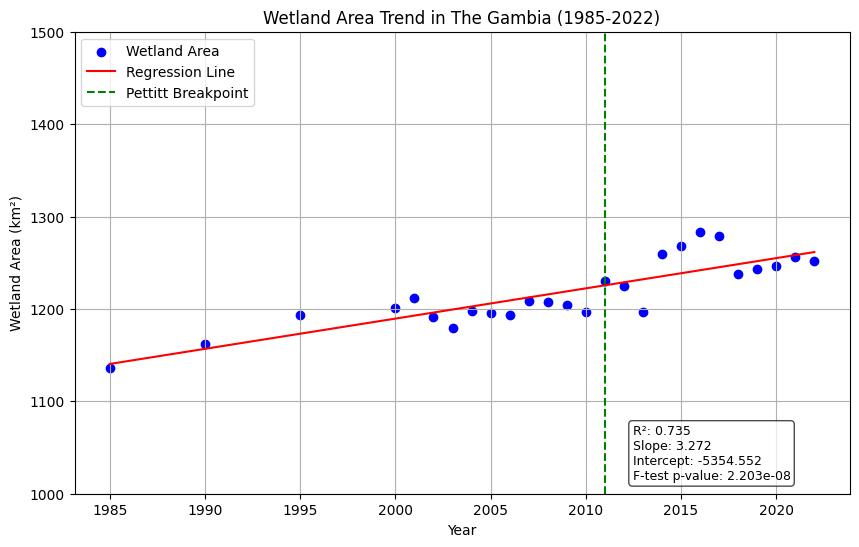 Wetland Area Trend in The Gambia (1985-2022)
Wetland Area
Regression Line
Pettitt Breakpoint
1500
1400
1300
1200
1100
1000
Wetland Area (km²)
R²: 0.735
Slope: 3.272
Intercept: -5354.552
F-test p-value: 2.203e-08
1985
1990
1995
2000
2005
2010
2015
2020
Year